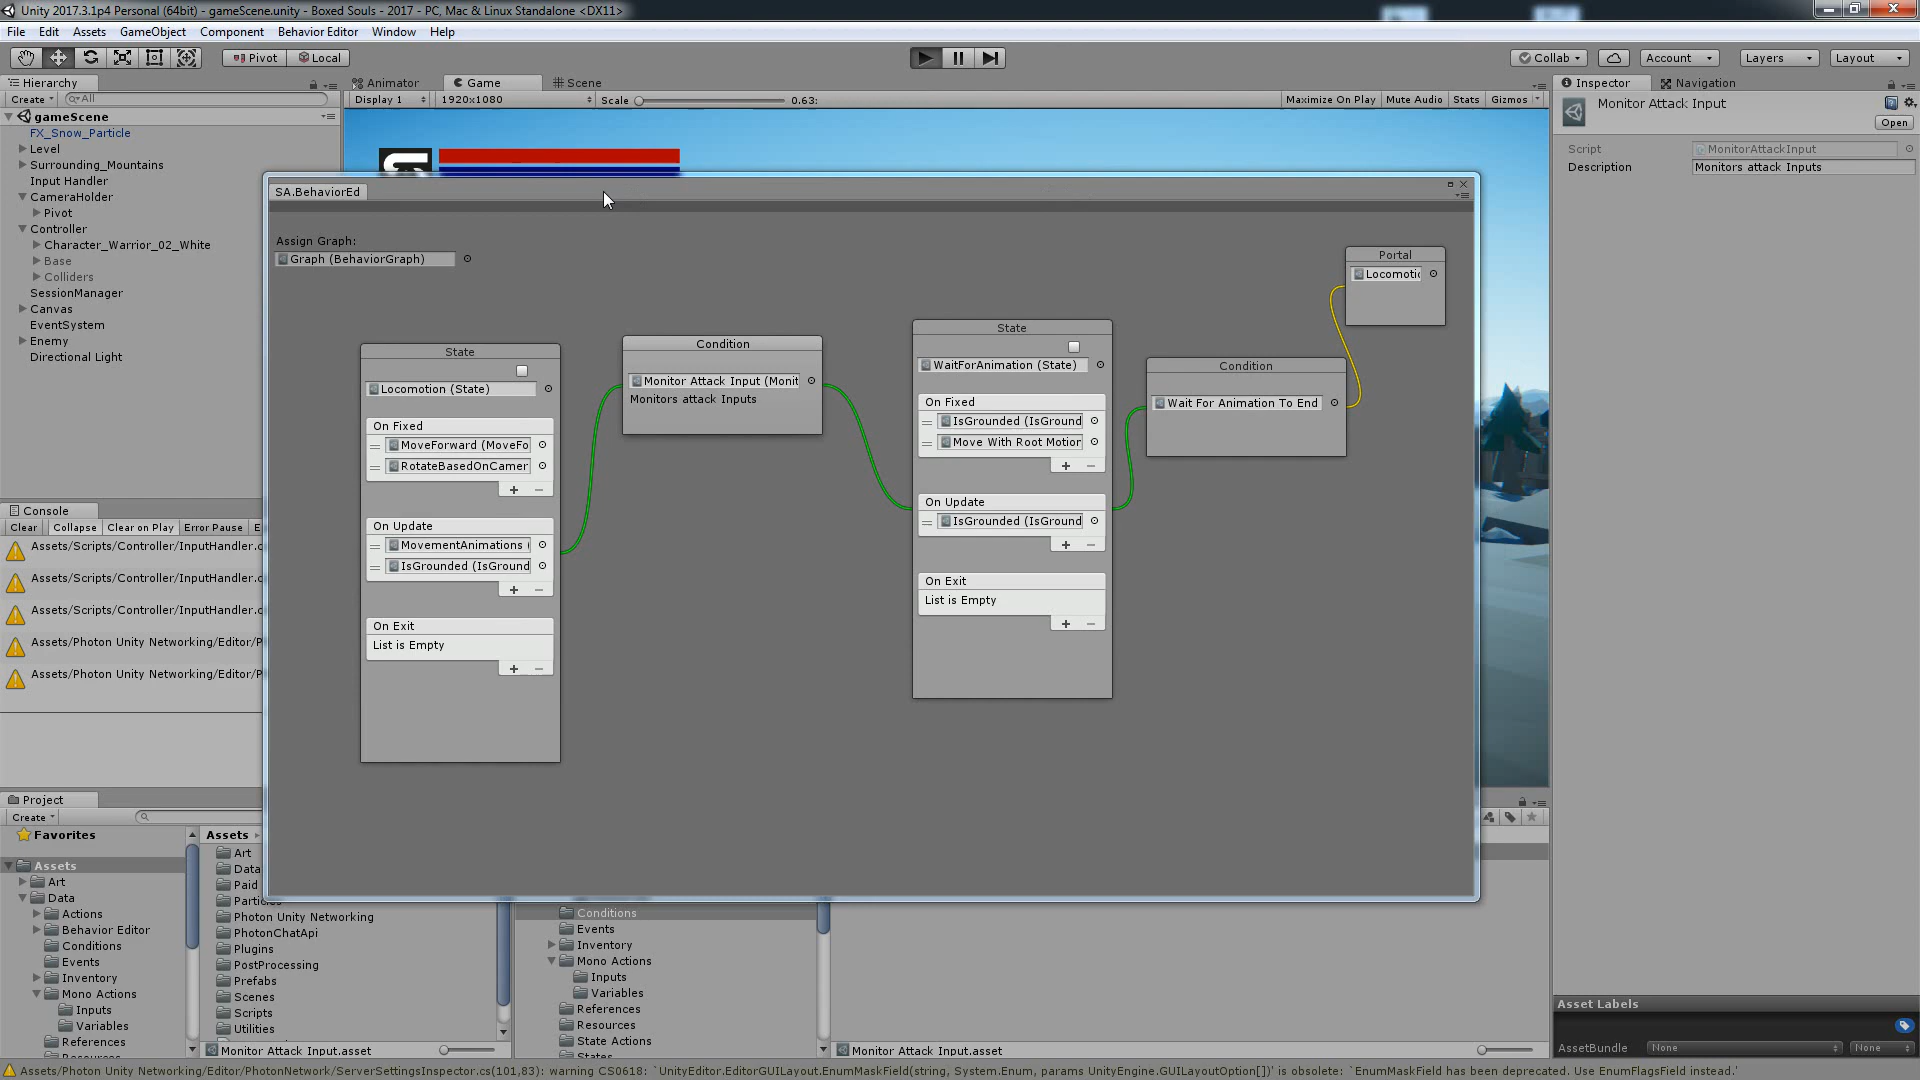 Unity 2017.3.1p4 Personal (64bit) - gameScene.unity - Boxed Souls - 2017 - PC, Mac & Linux Standalone <DX11>
File Edit Assets GameObject Component Behavior Editor Window Help
Pivot Local Collab Account Layers Layout
Hierarchy Animator Game Scene Inspector Navigation
Create All Display 1 1920x1080 Scale 0.63: Maximize On Play Mute Audio Stats Gizmos
Monitor Attack Input
Open
Script MonitorAttackInput
Description Monitors attack Inputs
gameScene
FX_Snow_Particle
Level
Surrounding_Mountains
Input Handler
CameraHolder
Pivot
Controller
Character_Warrior_02_White
Base
Colliders
SessionManager
Canvas
EventSystem
Enemy
Directional Light
SA.BehaviorEd
Assign Graph:
Graph (BehaviorGraph)
State
Locomotion (State)
On Fixed
MoveForward (MoveFo
RotateBasedOnCamer
On Update
MovementAnimations (
IsGrounded (IsGround
On Exit
List is Empty
Condition
Monitor Attack Input (Monit
Monitors attack Inputs
State
WaitForAnimation (State)
On Fixed
IsGrounded (IsGround
Move With Root Motion
On Update
IsGrounded (IsGround
On Exit
List is Empty
Condition
Wait For Animation To End
Portal
Locomotic
Console
Clear Collapse Clear on Play Error Pause E
Assets/Scripts/Controller/InputHandler.c
Assets/Scripts/Controller/InputHandler.c
Assets/Scripts/Controller/InputHandler.c
Assets/Photon Unity Networking/Editor/P
Assets/Photon Unity Networking/Editor/P
Project
Create
Favorites
Assets
Art
Data
Actions
Behavior Editor
Conditions
Events
Inventory
Mono Actions
Inputs
Variables
References
Assets
Art
Data
Paid
Photon Unity Networking
PhotonChatApi
Plugins
PostProcessing
Prefabs
Scenes
Scripts
Utilities
Monitor Attack Input.asset
Conditions
Events
Inventory
Mono Actions
Inputs
Variables
References
Resources
State Actions
Monitor Attack Input.asset
Asset Labels
AssetBundle None None
Assets/Photon Unity Networking/Editor/PhotonNetwork/ServerSettingsInspector.cs(101,83): warning CS0618: `UnityEditor.EditorGUILayout.EnumMaskField(string, System.Enum, params UnityEngine.GUILayoutOption[])' is obsolete: `EnumMaskField has been deprecated. Use EnumFlagsField instead.'